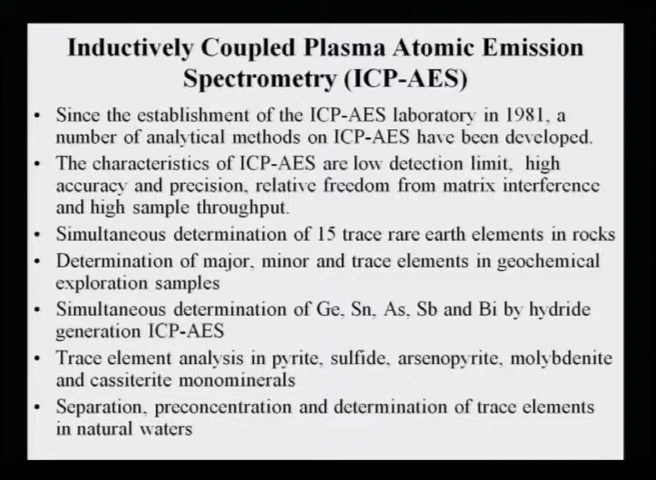 Inductively Coupled Plasma Atomic Emission
Spectrometry (ICP-AES)
• Since the establishment of the ICP-AES laboratory in 1981, a
number of analytical methods on ICP-AES have been developed.
• The characteristics of ICP-AES are low detection limit, high
accuracy and precision, relative freedom from matrix interference
and high sample throughput.
• Simultaneous determination of 15 trace rare earth elements in rocks
• Determination of major, minor and trace elements in geochemical
exploration samples
• Simultaneous determination of Ge, Sn, As, Sb and Bi by hydride
generation ICP-AES
• Trace element analysis in pyrite, sulfide, arsenopyrite, molybdenite
and cassiterite monominerals
• Separation, preconcentration and determination of trace elements
in natural waters